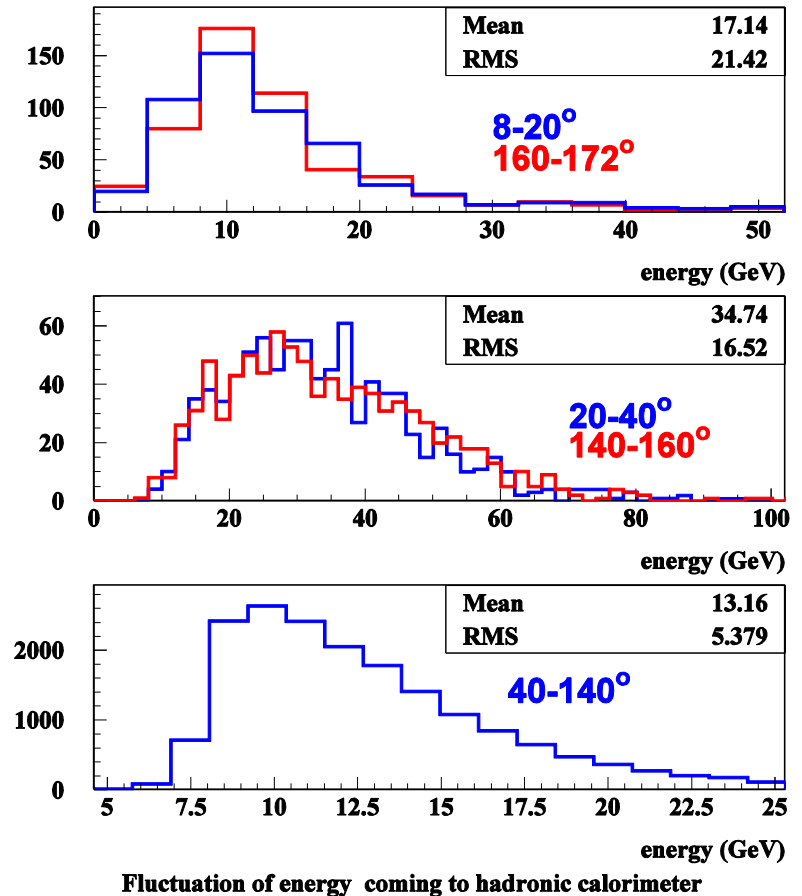 150
100
50
0
Mean 17.14
RMS 21.42
8-20°
160-172°
0 10 20 30 40 50
energy (GeV)
60
40
20
0
Mean 34.74
RMS 16.52
20-40°
140-160°
0 20 40 60 80 100
energy (GeV)
2000
1000
0
Mean 13.16
RMS 5.379
40-140°
5 7.5 10 12.5 15 17.5 20 22.5 25
energy (GeV)
Fluctuation of energy coming to hadronic calorimeter